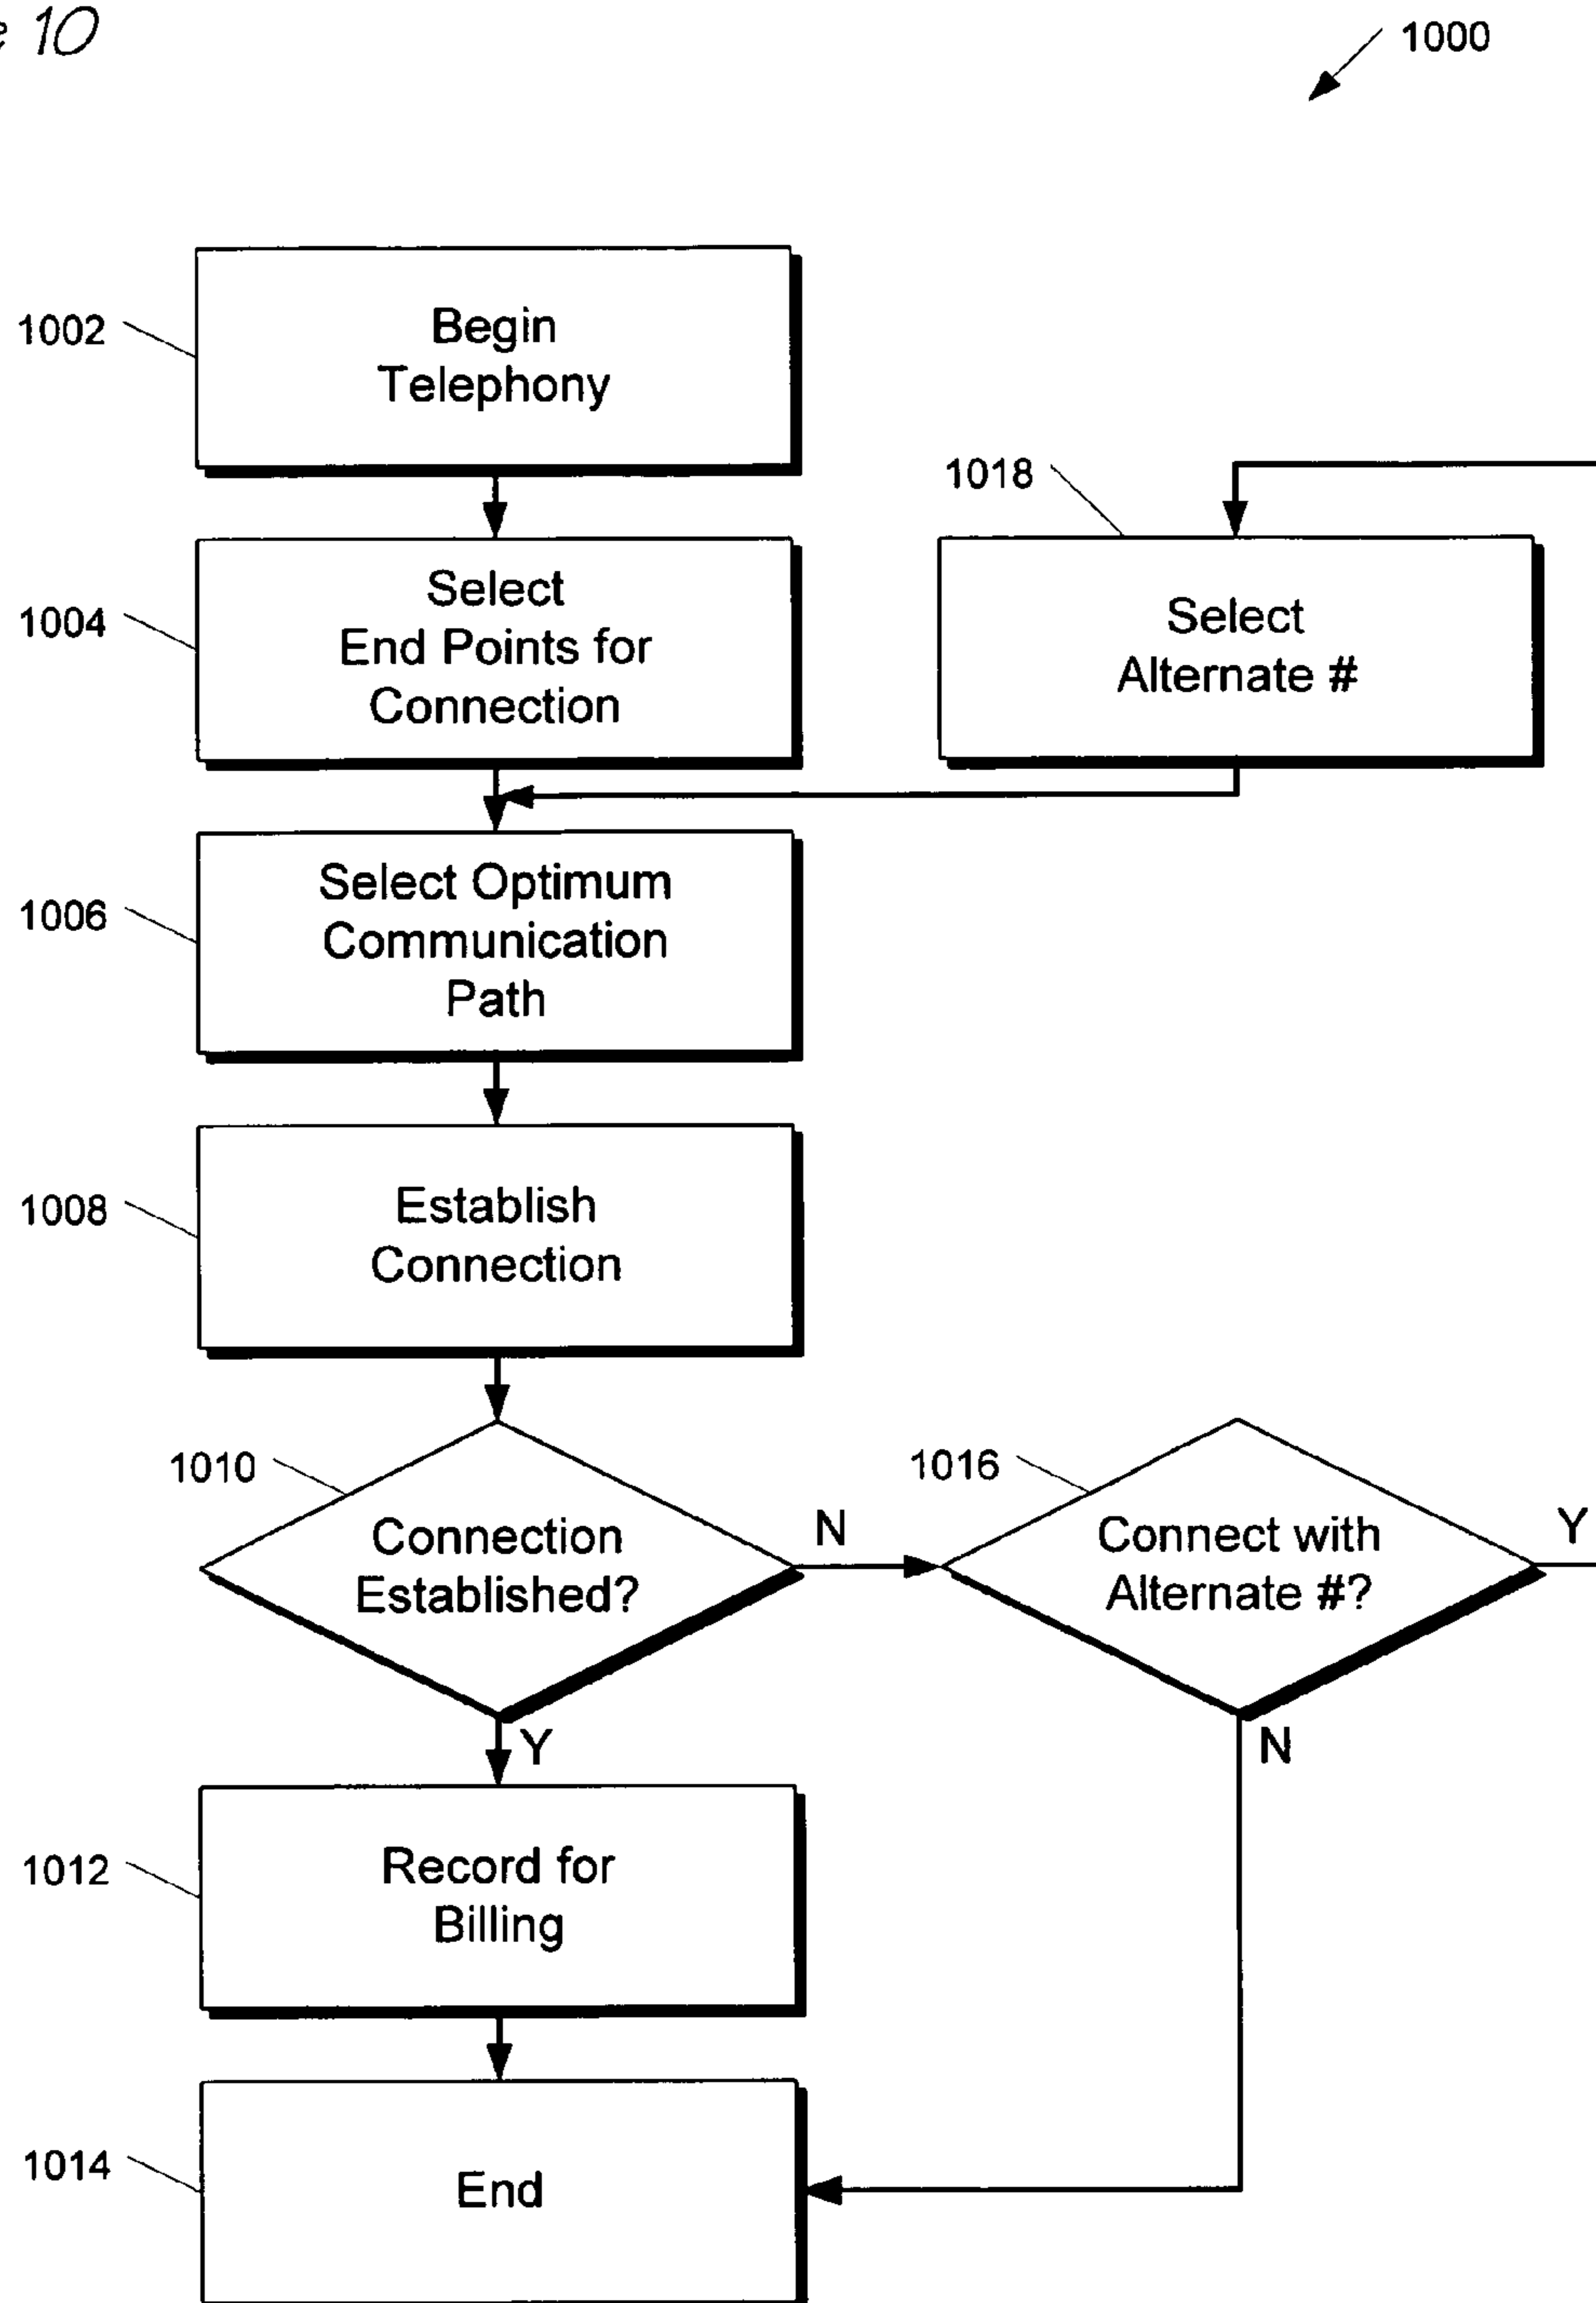 10
1000
1002
Begin
Telephony
1018
1004
Select
End Points for
Connection
Select
Alternate #
1006
Select Optimum
Communication
Path
1008
Establish
Connection
1010
Connection
Established?
N
1016
Connect with
Alternate #?
Y
Y
N
1012
Record for
Billing
1014
End